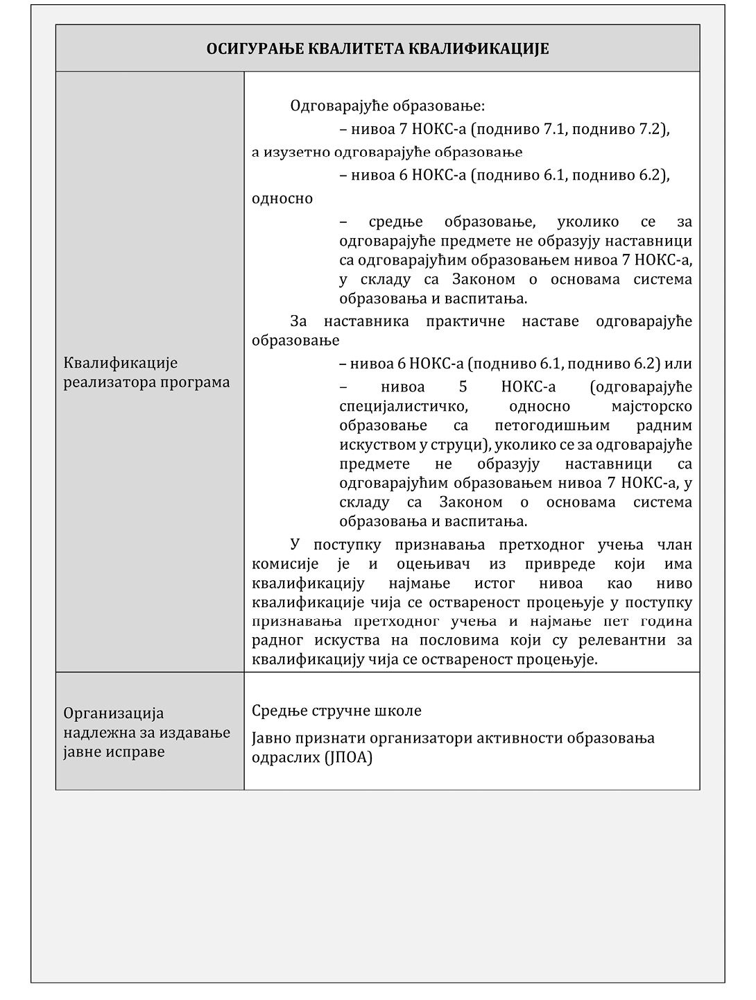 ОСИГУРАЊЕ КВАЛИТЕТА КВАЛИФИКАЦИЈЕ
Квалификације
реализатора програма
Одговарајуће образовање:
– нивоа 7 НОКС-а (подниво 7.1, подниво 7.2),
а изузетно одговарајуће образовање
– нивоа 6 НОКС-а (подниво 6.1, подниво 6.2),
односно
– средње образовање, уколико се за
одговарајуће предмете не образују наставници
са одговарајућим образовањем нивоа 7 НОКС-а,
у складу са Законом о основама система
образовања и васпитања.
За наставника практичне наставе одговарајуће
образовање
– нивоа 6 НОКС-а (подниво 6.1, подниво 6.2) или
– нивоа 5 НОКС-а (одговарајуће
специјалистичко, односно мајсторско
образовање са петогодишњим радним
искуством у струци), уколико се за одговарајуће
предмете не образују наставници са
одговарајућим образовањем нивоа 7 НОКС-а, у
складу са Законом о основама система
образовања и васпитања.
У поступку признавања претходног учења члан
комисије је и оцењивач из привреде који има
квалификацију најмање истог нивоа као ниво
квалификације чија се оствареност процењује у поступку
признавања претходног учења и најмање пет година
радног искуства на пословима који су релевантни за
квалификацију чија се оствареност процењује.
Организација
надлежна за издавање
јавне исправе
Средње стручне школе
Јавно признати организатори активности образовања
одраслих (ЈПОА)